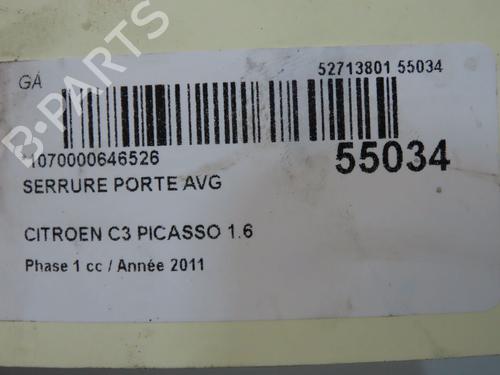 GA
52713801 55034
1070000646526
55034
SERRURE PORTE AVG
CITROEN C3 PICASSO 1.6
Phase 1 cc / Année 2011
B-PARTS